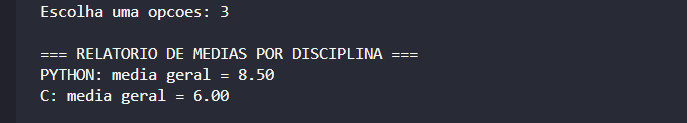 Escolha uma opcoes: 3
=== RELATORIO DE MEDIAS POR DISCIPLINA ===
PYTHON: media geral = 8.50
C: media geral = 6.00